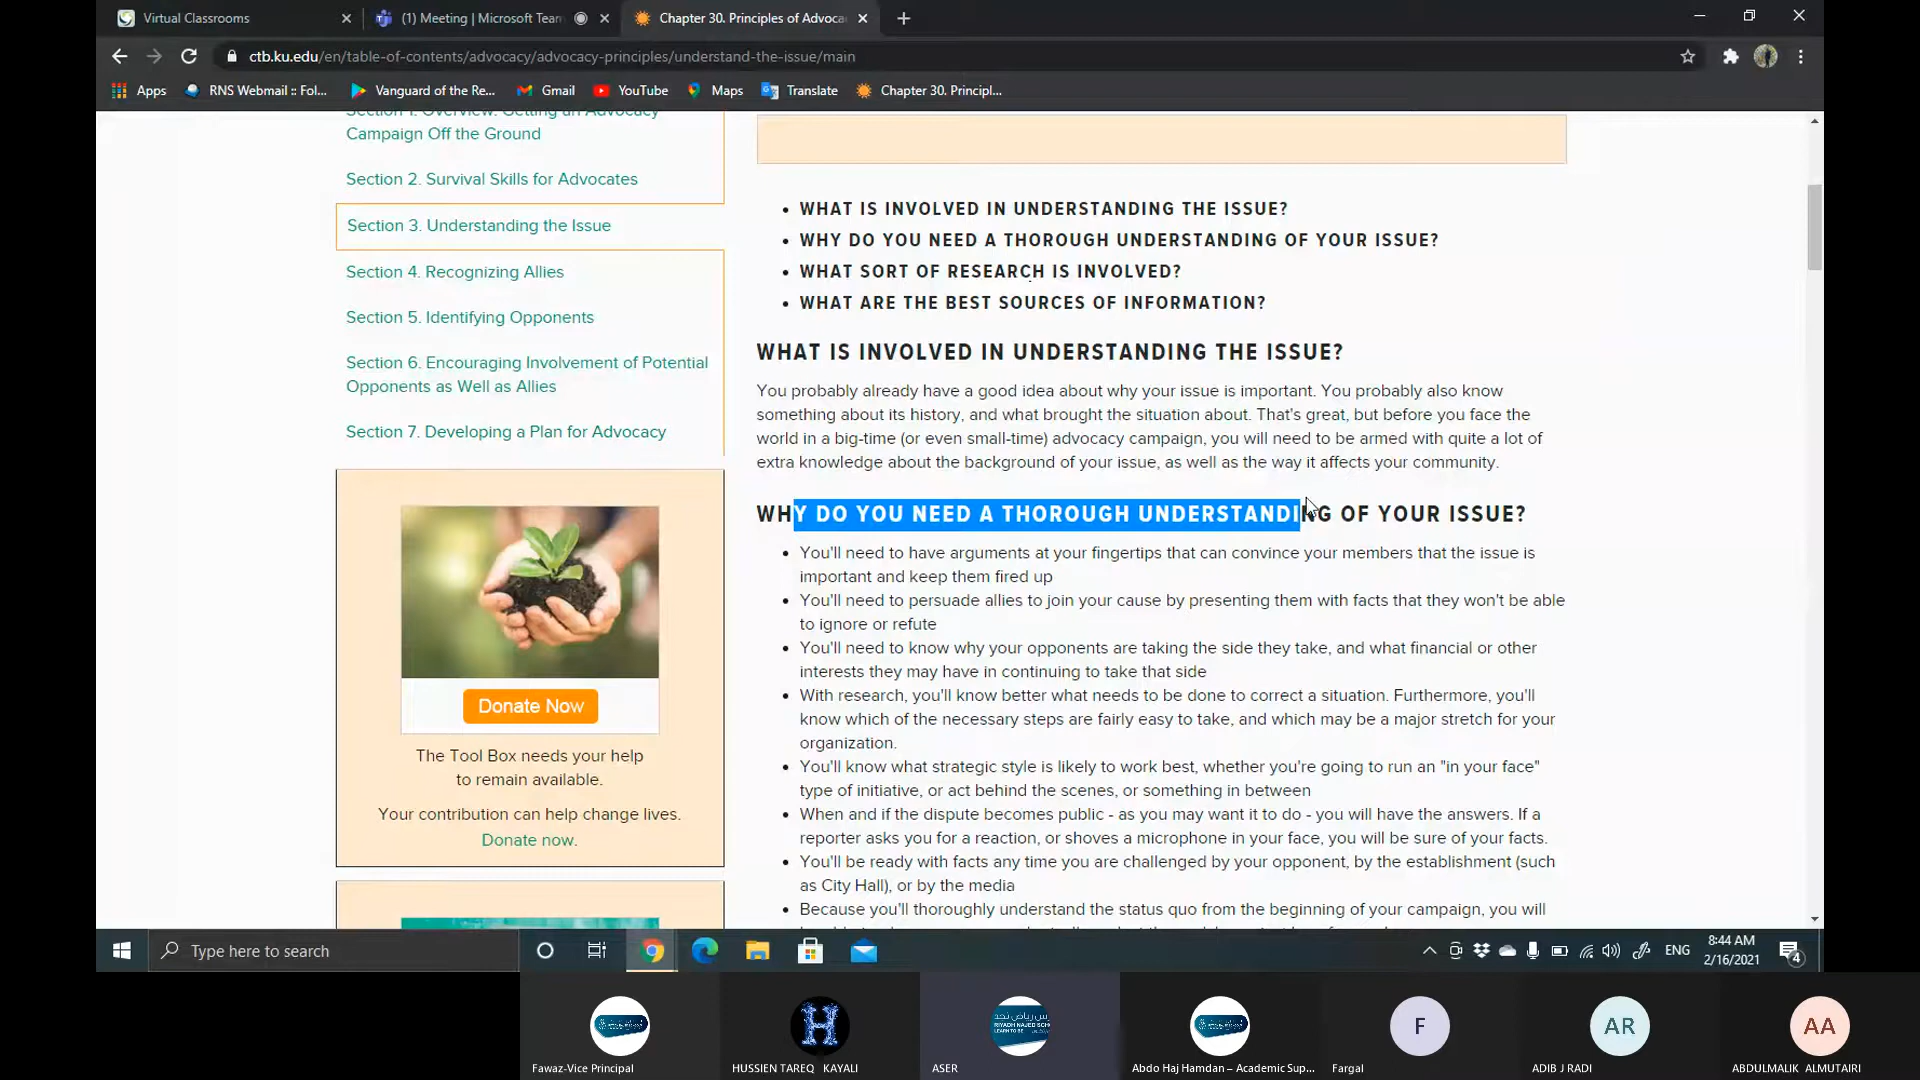 Virtual Classrooms
(1) Meeting | Microsoft Team
Chapter 30. Principles of Advoca
ctb.ku.edu/en/table-of-contents/advocacy/advocacy-principles/understand-the-issue/main
Apps
RNS Webmail :: Fol...
Vanguard of the Re...
Gmail
YouTube
Maps
Translate
Chapter 30. Principl...
Section 1. Overview: Getting an Advocacy
Campaign Off the Ground
Section 2. Survival Skills for Advocates
Section 3. Understanding the Issue
Section 4. Recognizing Allies
Section 5. Identifying Opponents
Section 6. Encouraging Involvement of Potential
Opponents as Well as Allies
Section 7. Developing a Plan for Advocacy
Donate Now
The Tool Box needs your help
to remain available.
Your contribution can help change lives.
Donate now.
WHAT IS INVOLVED IN UNDERSTANDING THE ISSUE?
WHY DO YOU NEED A THOROUGH UNDERSTANDING OF YOUR ISSUE?
WHAT SORT OF RESEARCH IS INVOLVED?
WHAT ARE THE BEST SOURCES OF INFORMATION?
WHAT IS INVOLVED IN UNDERSTANDING THE ISSUE?
You probably already have a good idea about why your issue is important. You probably also know
something about its history, and what brought the situation about. That's great, but before you face the
world in a big-time (or even small-time) advocacy campaign, you will need to be armed with quite a lot of
extra knowledge about the background of your issue, as well as the way it affects your community.
WHY DO YOU NEED A THOROUGH UNDERSTANDING OF YOUR ISSUE?
You'll need to have arguments at your fingertips that can convince your members that the issue is
important and keep them fired up
You'll need to persuade allies to join your cause by presenting them with facts that they won't be able
to ignore or refute
You'll need to know why your opponents are taking the side they take, and what financial or other
interests they may have in continuing to take that side
With research, you'll know better what needs to be done to correct a situation. Furthermore, you'll
know which of the necessary steps are fairly easy to take, and which may be a major stretch for your
organization.
You'll know what strategic style is likely to work best, whether you're going to run an "in your face"
type of initiative, or act behind the scenes, or something in between
When and if the dispute becomes public - as you may want it to do - you will have the answers. If a
reporter asks you for a reaction, or shoves a microphone in your face, you will be sure of your facts.
You'll be ready with facts any time you are challenged by your opponent, by the establishment (such
as City Hall), or by the media
Because you'll thoroughly understand the status quo from the beginning of your campaign, you will
Type here to search
ENG
8:44 AM
2/16/2021
4
H
F
AR
AA
Fawaz-Vice Principal
HUSSIEN TAREQ KAYALI
ASER
Abdo Haj Hamdan – Academic Sup...
Fargal
ADIB J RADI
ABDULMALIK ALMUTAIRI